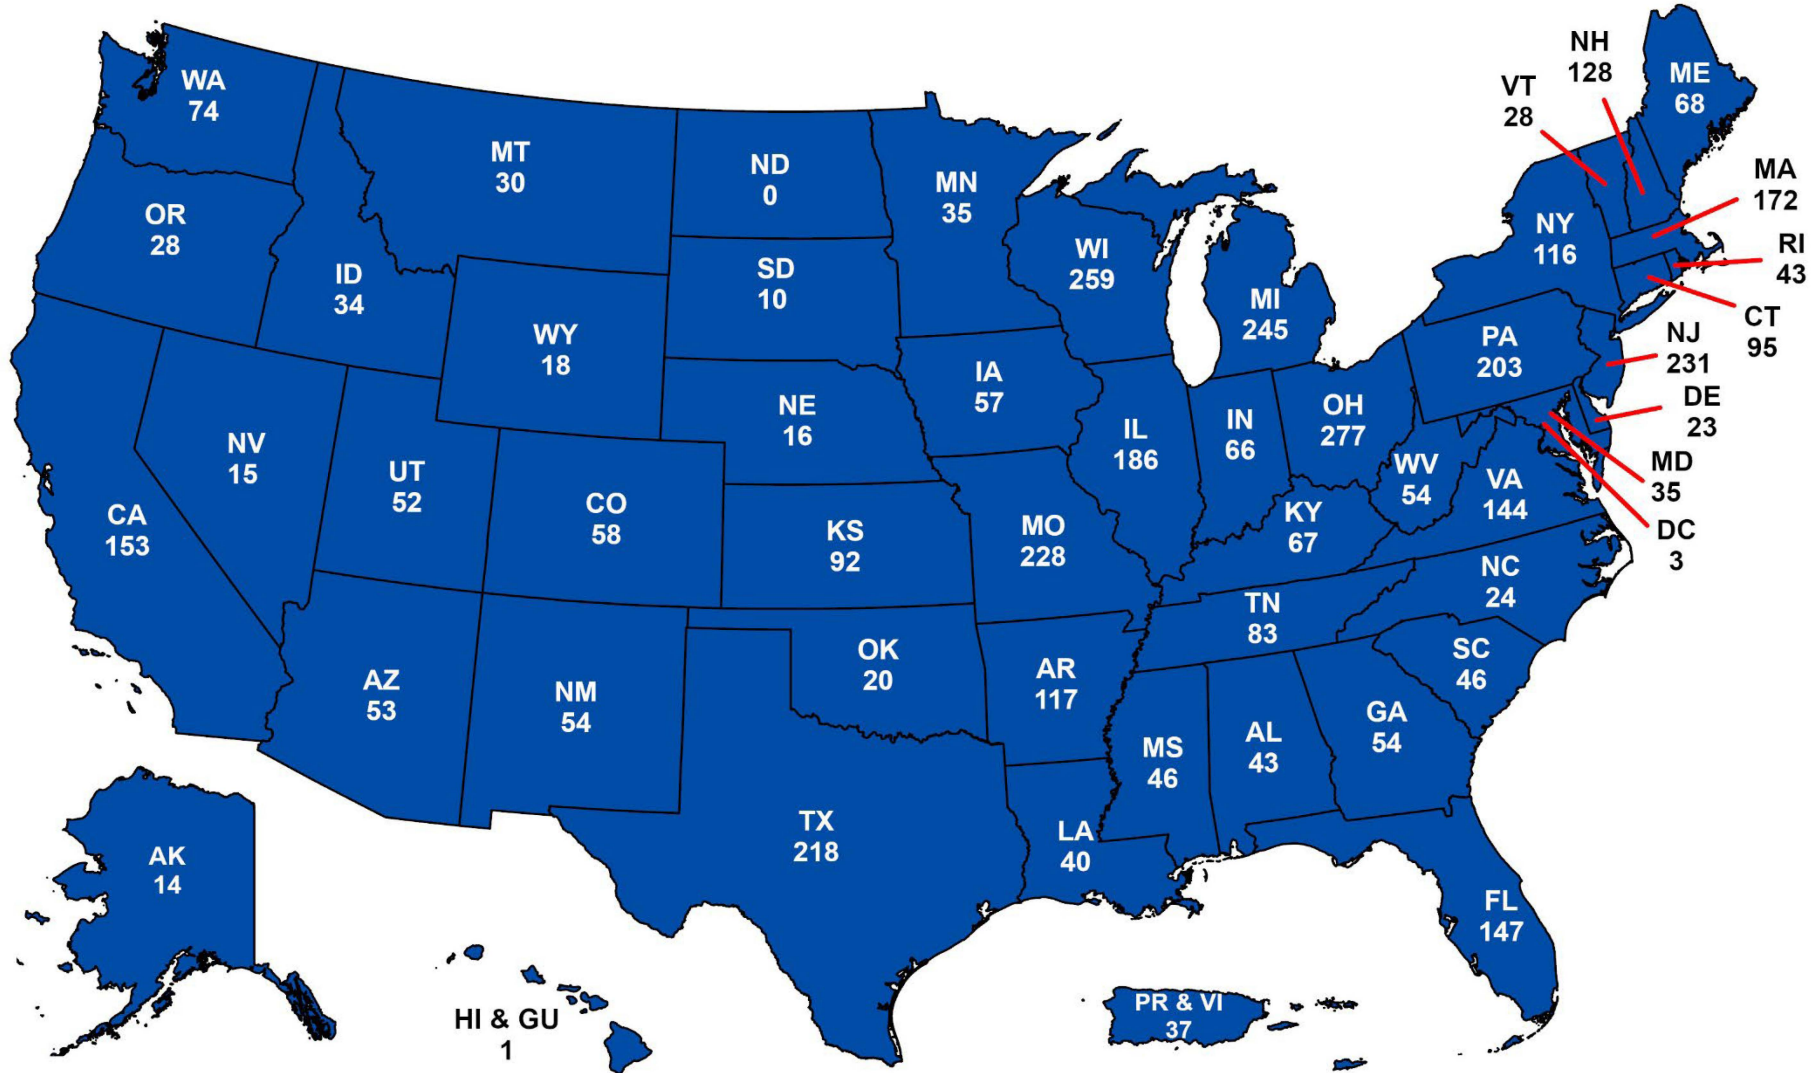 WA
74
OR
28
CA
153
NV
15
ID
34
MT
30
WY
18
UT
52
CO
58
AZ
53
NM
54
ND
0
SD
10
NE
16
KS
92
OK
20
TX
218
MN
35
IA
57
MO
228
AR
117
LA
40
WI
259
IL
186
MI
245
IN
66
OH
277
KY
67
TN
83
MS
46
AL
43
GA
54
FL
147
SC
46
NC
24
VA
144
WV
54
PA
203
NY
116
VT
28
NH
128
ME
68
MA
172
RI
43
CT
95
NJ
231
DE
23
MD
35
DC
3
AK
14
HI & GU
1
PR & VI
37